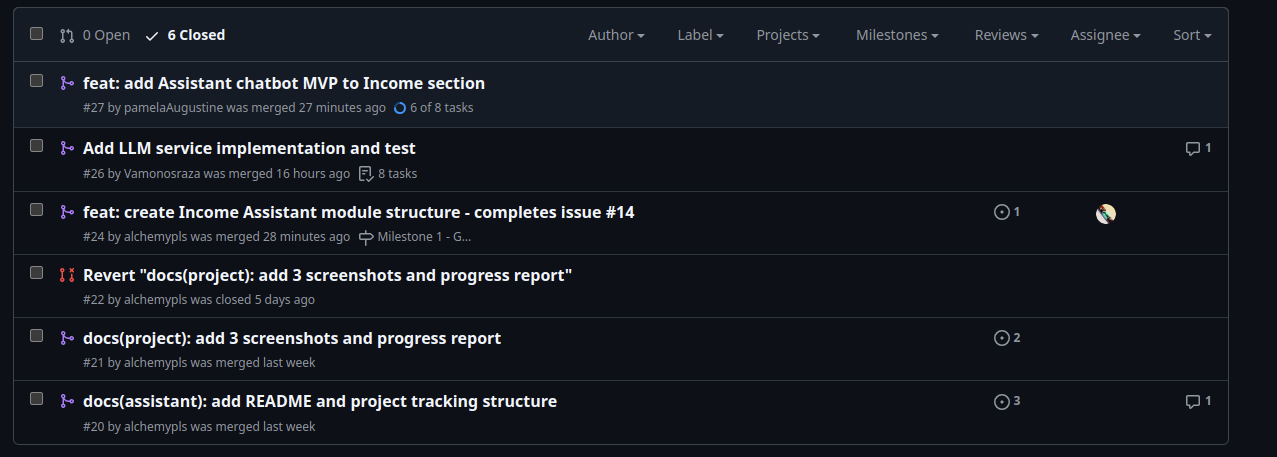 0 Open 6 Closed Author Label Projects Milestones Reviews Assignee Sort
feat: add Assistant chatbot MVP to Income section
#27 by pamelaAugustine was merged 27 minutes ago 6 of 8 tasks
Add LLM service implementation and test 1
#26 by Vamonosraza was merged 16 hours ago 8 tasks
feat: create Income Assistant module structure - completes issue #14 1
#24 by alchemypls was merged 28 minutes ago Milestone 1 - G...
Revert "docs(project): add 3 screenshots and progress report"
#22 by alchemypls was closed 5 days ago
docs(project): add 3 screenshots and progress report 2
#21 by alchemypls was merged last week
docs(assistant): add README and project tracking structure 3 1
#20 by alchemypls was merged last week